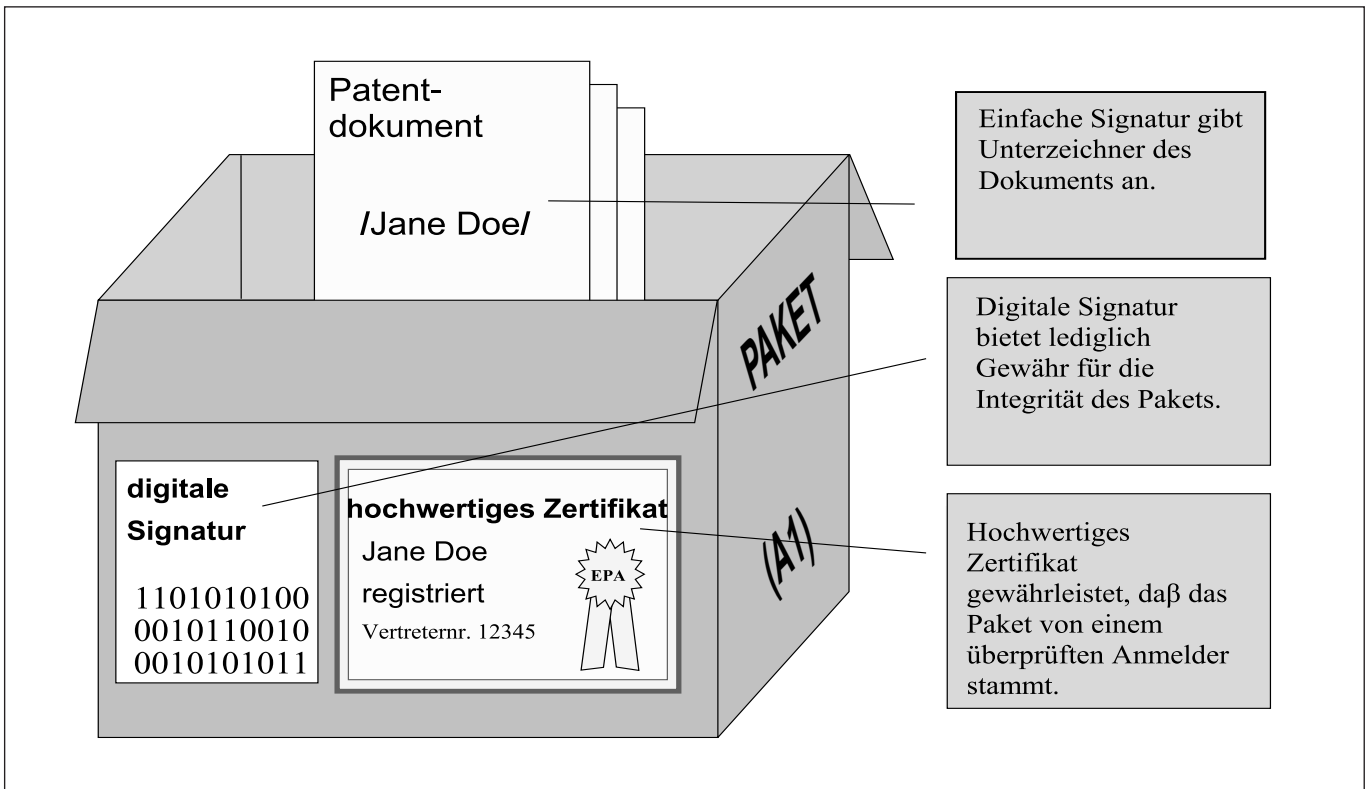 Patent-
dokument
/Jane Doe/
PAKET
(A1)
digitale
Signatur
1101010100
0010110010
0010101011
hochwertiges Zertifikat
Jane Doe
registriert
Vertreternr. 12345
EPA
Einfache Signatur gibt
Unterzeichner des
Dokuments an.
Digitale Signatur
bietet lediglich
Gewähr für die
Integrität des Pakets.
Hochwertiges
Zertifikat
gewährleistet, daβ das
Paket von einem
überprüften Anmelder
stammt.